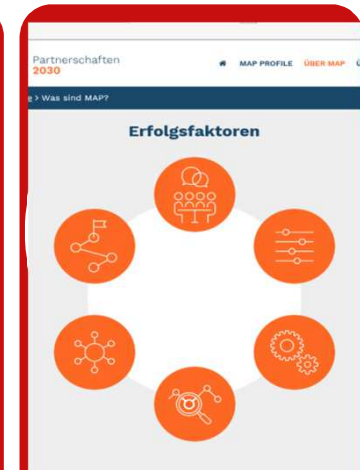 Partnerschaften
2030
MAP PROFILE ÜBER MAP
> Was sind MAP?
Erfolgsfaktoren